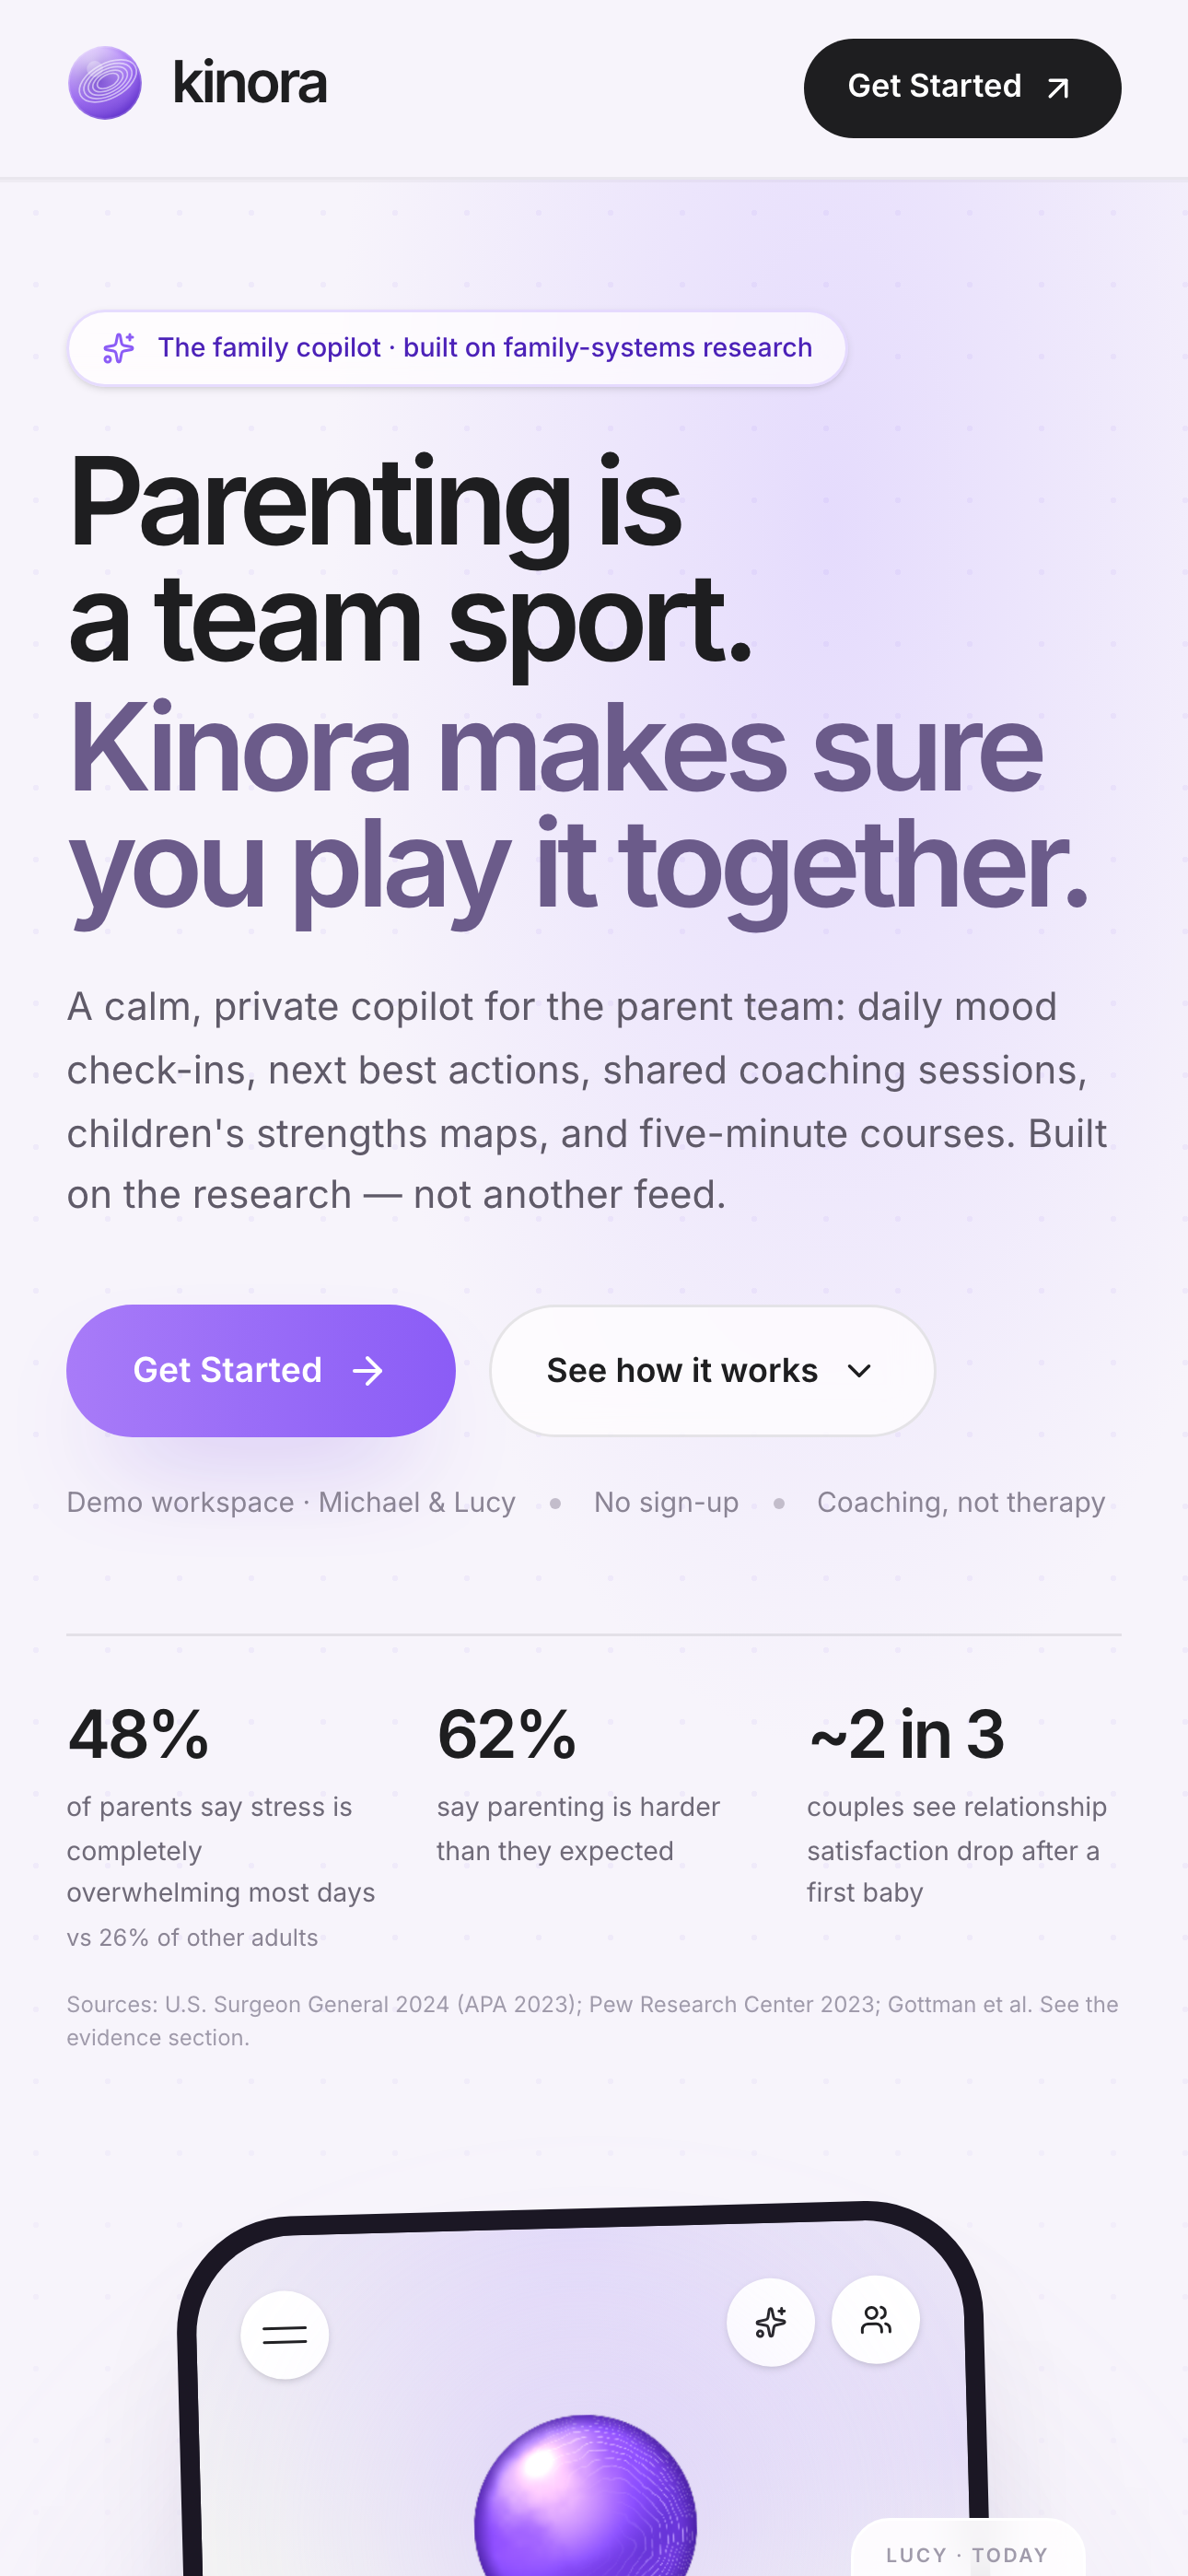 kinora
Get Started
The family copilot · built on family-systems research
Parenting is
a team sport.
Kinora makes sure
you play it together.
A calm, private copilot for the parent team: daily mood
check-ins, next best actions, shared coaching sessions,
children's strengths maps, and five-minute courses. Built
on the research — not another feed.
Get Started
See how it works
Demo workspace · Michael & Lucy • No sign-up • Coaching, not therapy
48%
of parents say stress is
completely
overwhelming most days
vs 26% of other adults
62%
say parenting is harder
than they expected
~2 in 3
couples see relationship
satisfaction drop after a
first baby
Sources: U.S. Surgeon General 2024 (APA 2023); Pew Research Center 2023; Gottman et al. See the
evidence section.
LUCY · TODAY